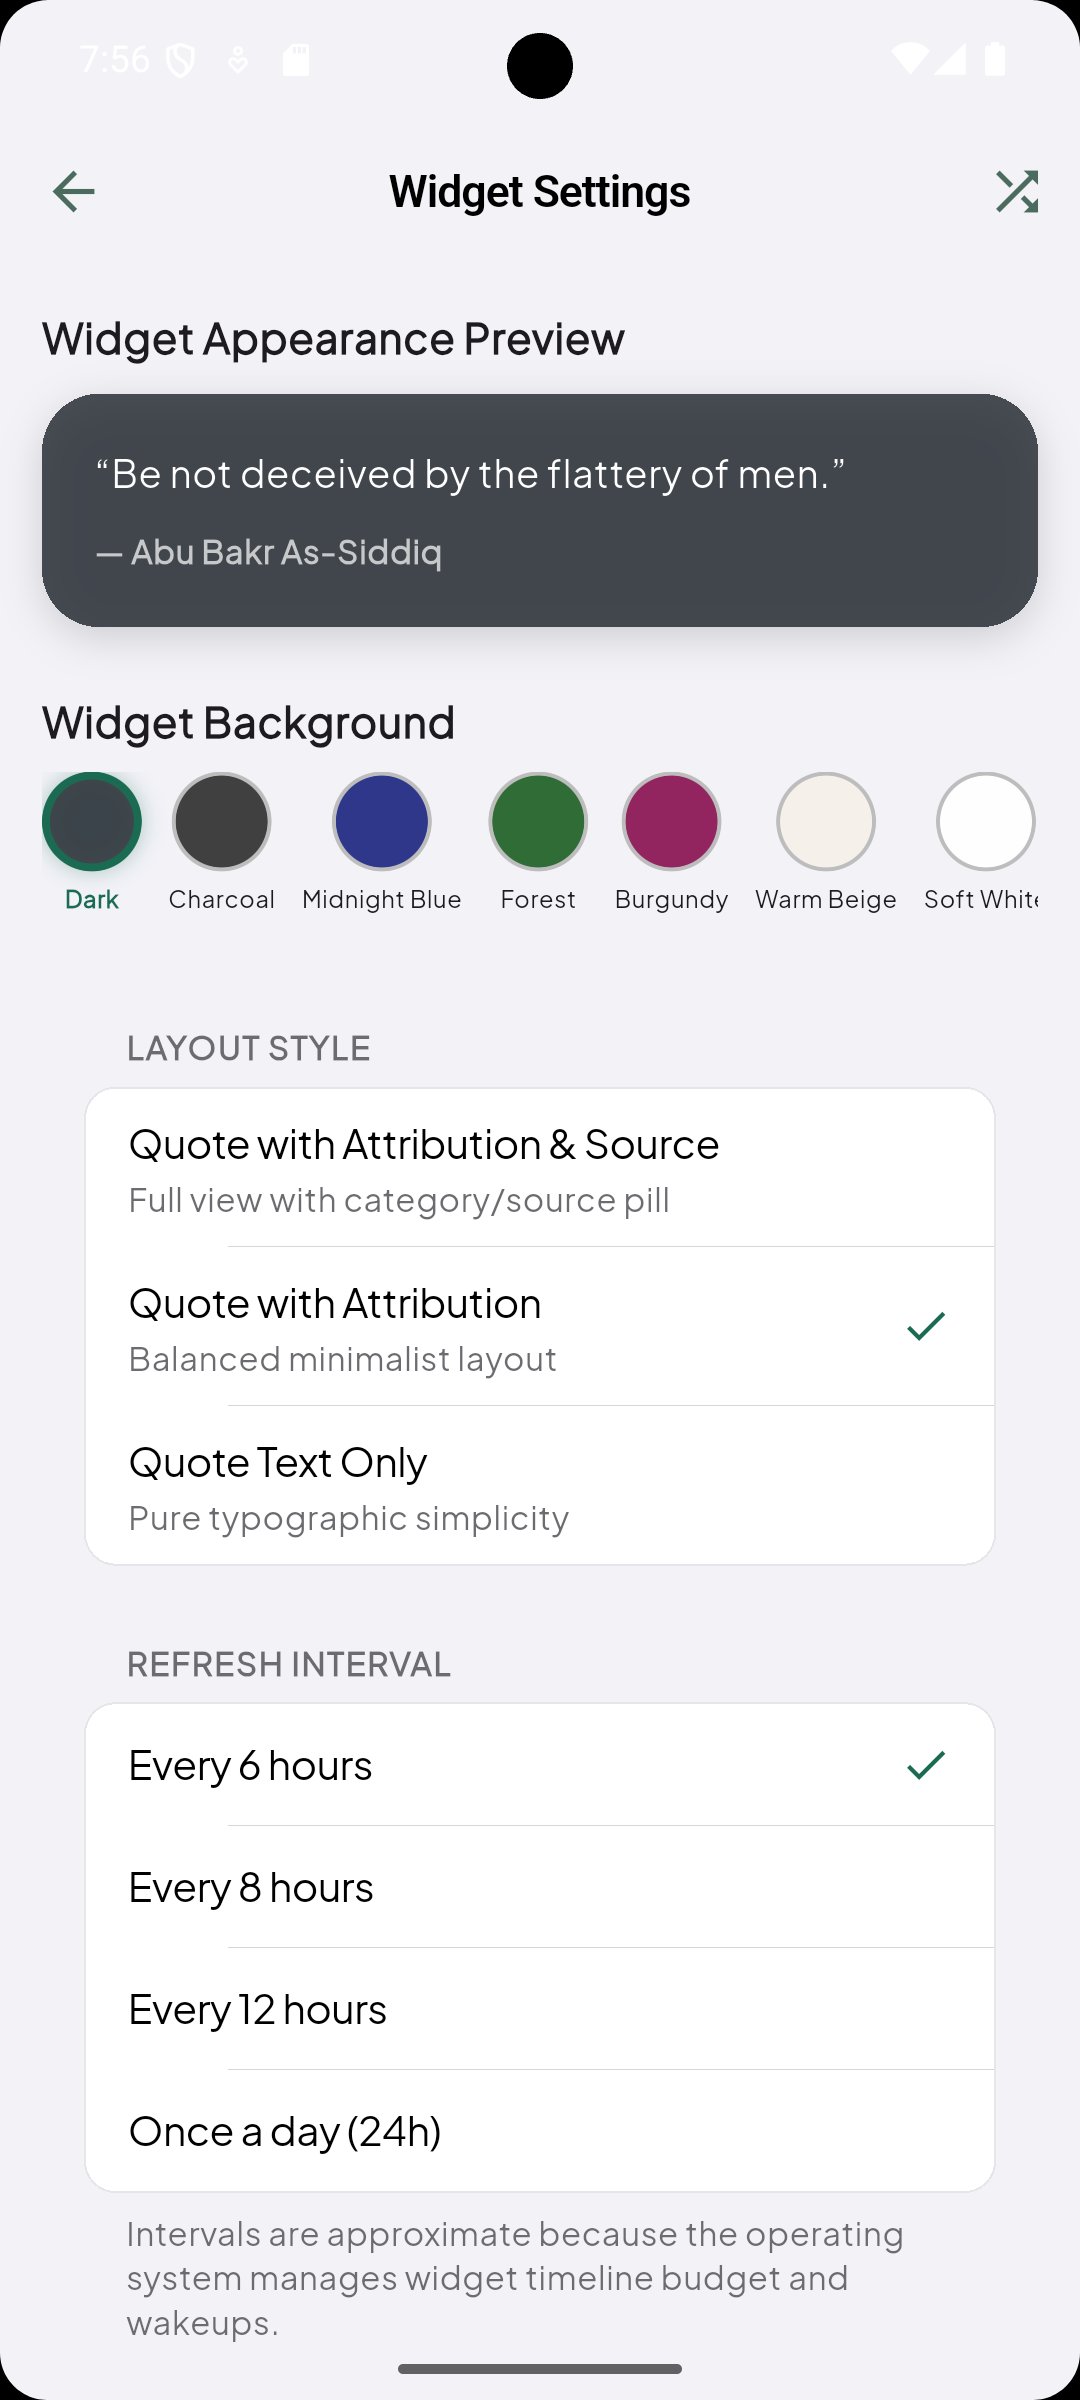 7:56
Widget Settings
Widget Appearance Preview
“Be not deceived by the flattery of men.”
— Abu Bakr As-Siddiq
Widget Background
Dark
Charcoal
Midnight Blue
Forest
Burgundy
Warm Beige
Soft White
LAYOUT STYLE
Quote with Attribution & Source
Full view with category/source pill
Quote with Attribution
Balanced minimalist layout
Quote Text Only
Pure typographic simplicity
REFRESH INTERVAL
Every 6 hours
Every 8 hours
Every 12 hours
Once a day (24h)
Intervals are approximate because the operating
system manages widget timeline budget and
wakeups.